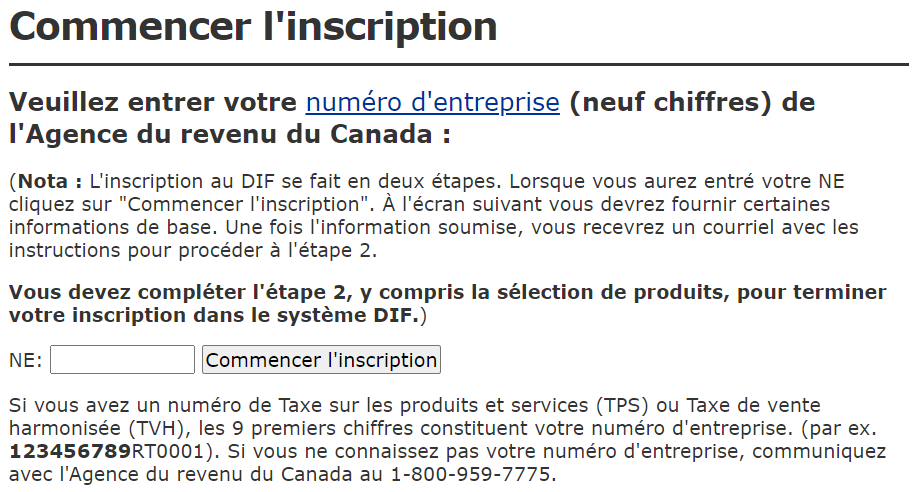 Commencer l'inscription
Veuillez entrer votre numéro d'entreprise (neuf chiffres) de
l'Agence du revenu du Canada :
(Nota : L'inscription au DIF se fait en deux étapes. Lorsque vous aurez entré votre NE
cliquez sur "Commencer l'inscription". À l'écran suivant vous devrez fournir certaines
informations de base. Une fois l'information soumise, vous recevrez un courriel avec les
instructions pour procéder à l'étape 2.
Vous devez compléter l'étape 2, y compris la sélection de produits, pour terminer
votre inscription dans le système DIF.)
NE: Commencer l'inscription
Si vous avez un numéro de Taxe sur les produits et services (TPS) ou Taxe de vente
harmonisée (TVH), les 9 premiers chiffres constituent votre numéro d'entreprise. (par ex.
123456789RT0001). Si vous ne connaissez pas votre numéro d'entreprise, communiquez
avec l'Agence du revenu du Canada au 1-800-959-7775.